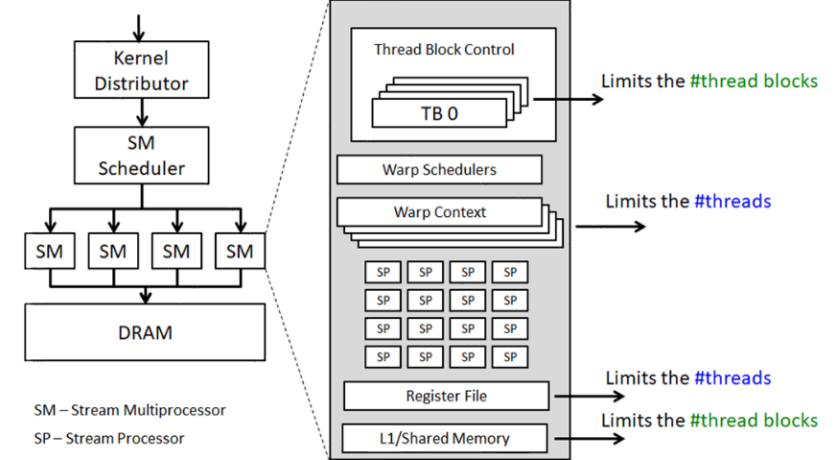 Kernel
Distributor
SM
Scheduler
SM
SM
SM
SM
DRAM
SM – Stream Multiprocessor
SP – Stream Processor
Thread Block Control
TB 0
Limits the #thread blocks
Warp Schedulers
Warp Context
Limits the #threads
SP SP SP SP
SP SP SP SP
SP SP SP SP
SP SP SP SP
Register File
Limits the #threads
L1/Shared Memory
Limits the #thread blocks